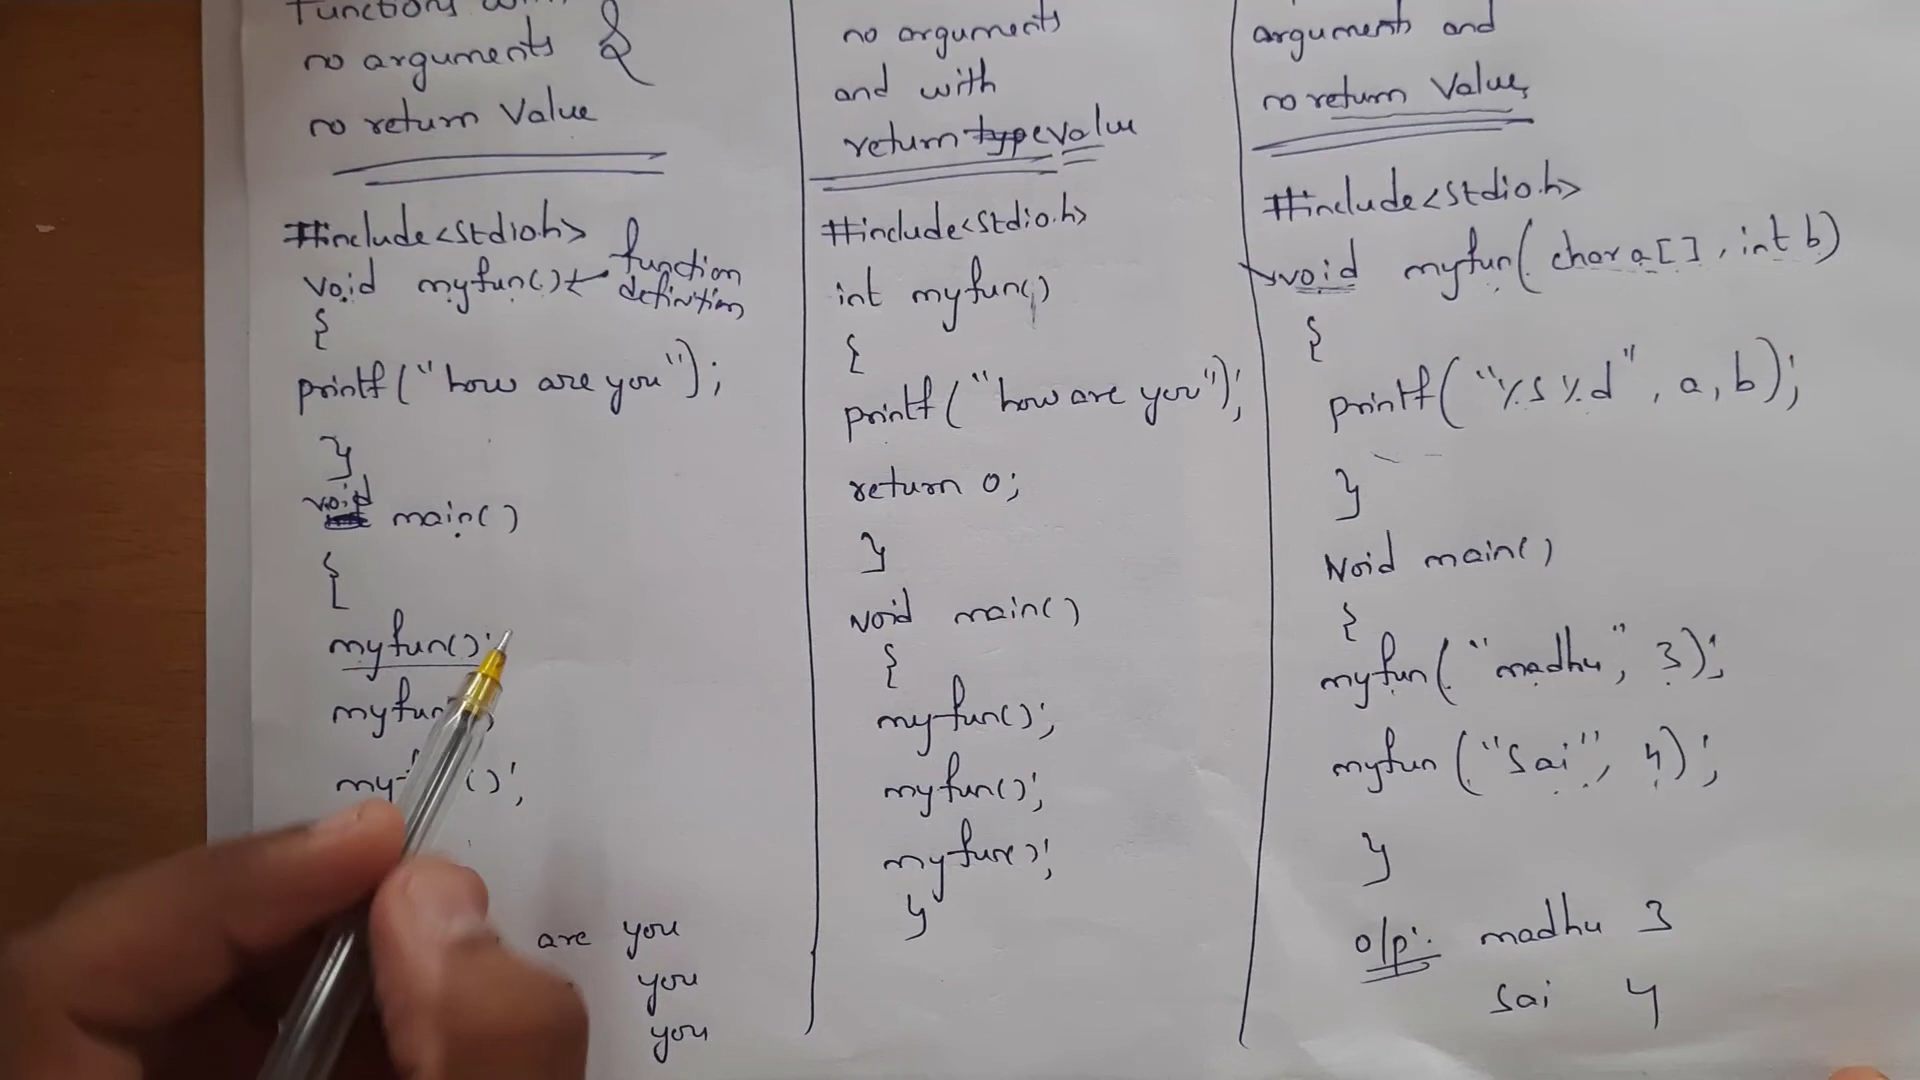 Functions with
no arguments &
no return Value
#include<stdio.h>
void myfun() ← function
definition
{
printf("how are you");
}
void main()
{
myfun();
myfun
my ();
are you
you
you
no arguments
and with
return type value
#include<stdio.h>
int myfun()
{
printf("how are you");
return 0;
}
void main()
{
myfun();
myfun();
myfun();
}
arguments and
no return Value,
#include<stdio.h>
void myfun(char a[], int b)
{
printf("%s %d", a, b);
}
void main()
{
myfun("madhu", 3);
myfun("Sai", 4);
}
o/p: madhu 3
Sai 4